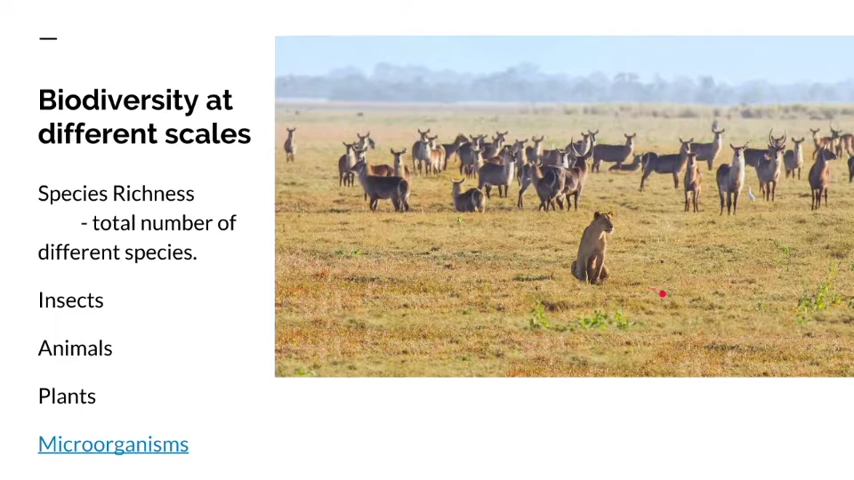 Biodiversity at
different scales
Species Richness
- total number of
different species.
Insects
Animals
Plants
Microorganisms